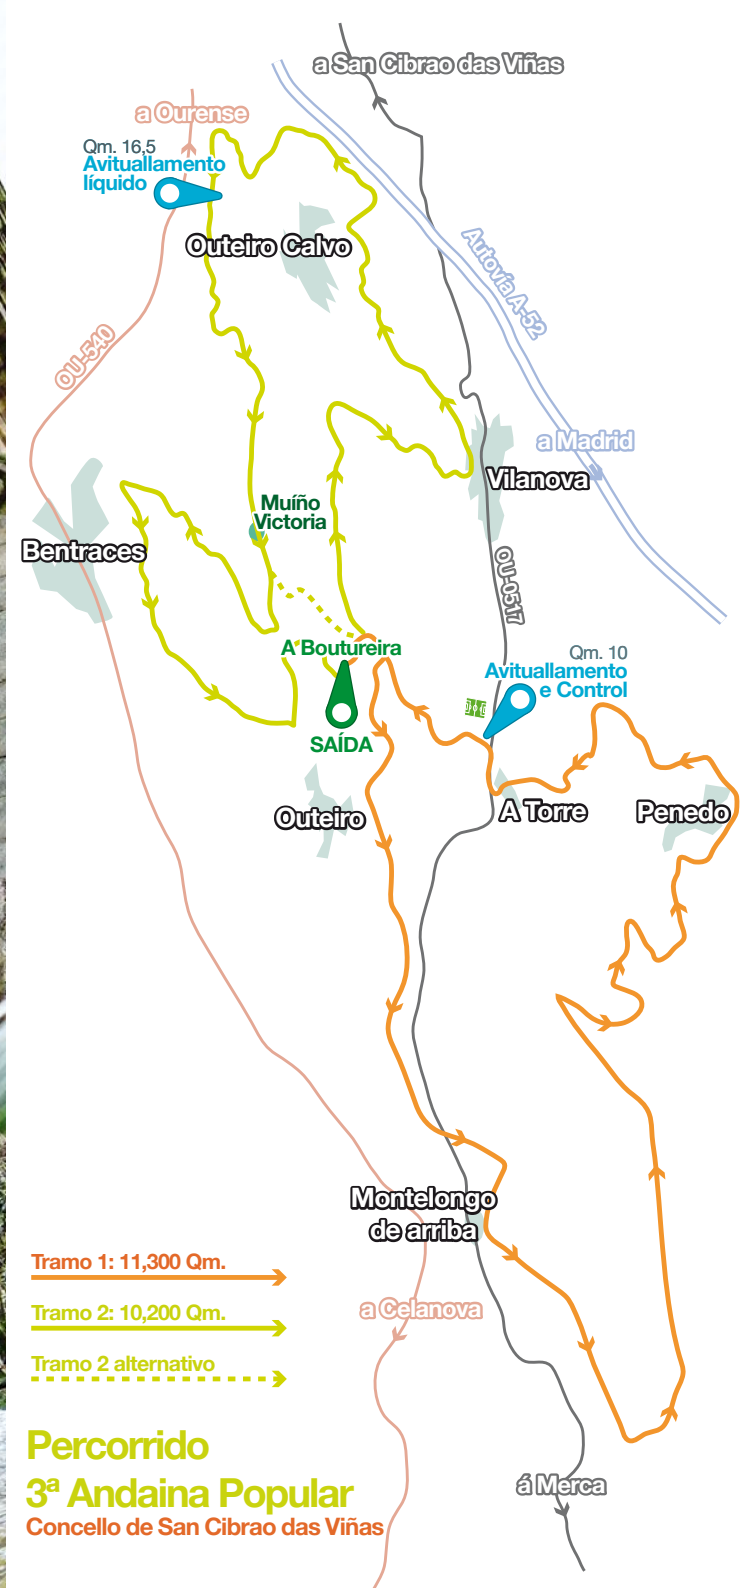 a San Cibrao das Viñas
a Ourense
Qm. 16,5
Avituallamento
líquido
Outeiro Calvo
Autovía A-52
OU-540
a Madrid
Vilanova
Muíño
Victoria
Bentraces
OU-0517
A Boutureira
Qm. 10
Avituallamento
e Control
SAÍDA
Outeiro
A Torre
Penedo
Montelongo
de arriba
Tramo 1: 11,300 Qm.
a Celanova
Tramo 2: 10,200 Qm.
Tramo 2 alternativo
Percorrido
3ª Andaina Popular
á Merca
Concello de San Cibrao das Viñas